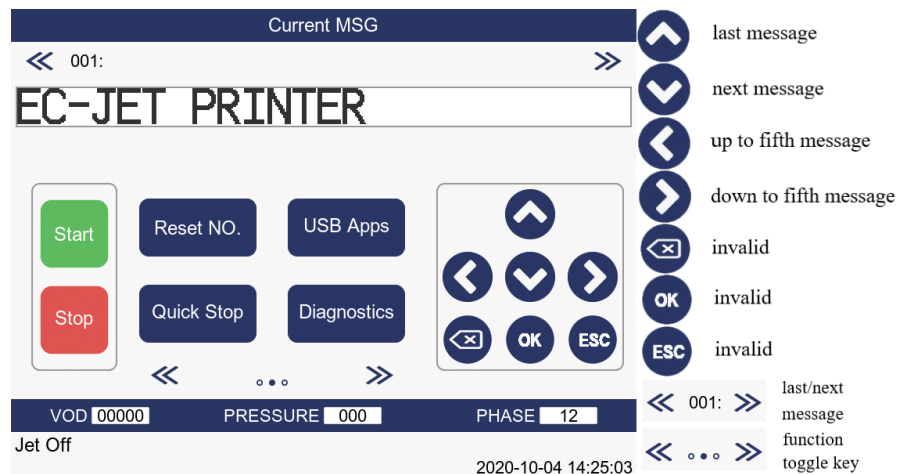 Current MSG
001:
EC-JET PRINTER
Start
Reset NO.
USB Apps
Stop
Quick Stop
Diagnostics
OK
ESC
VOD 00000
PRESSURE 000
PHASE 12
Jet Off
2020-10-04 14:25:03
last message
next message
up to fifth message
down to fifth message
invalid
OK
invalid
ESC
invalid
001:
last/next
message
function
toggle key